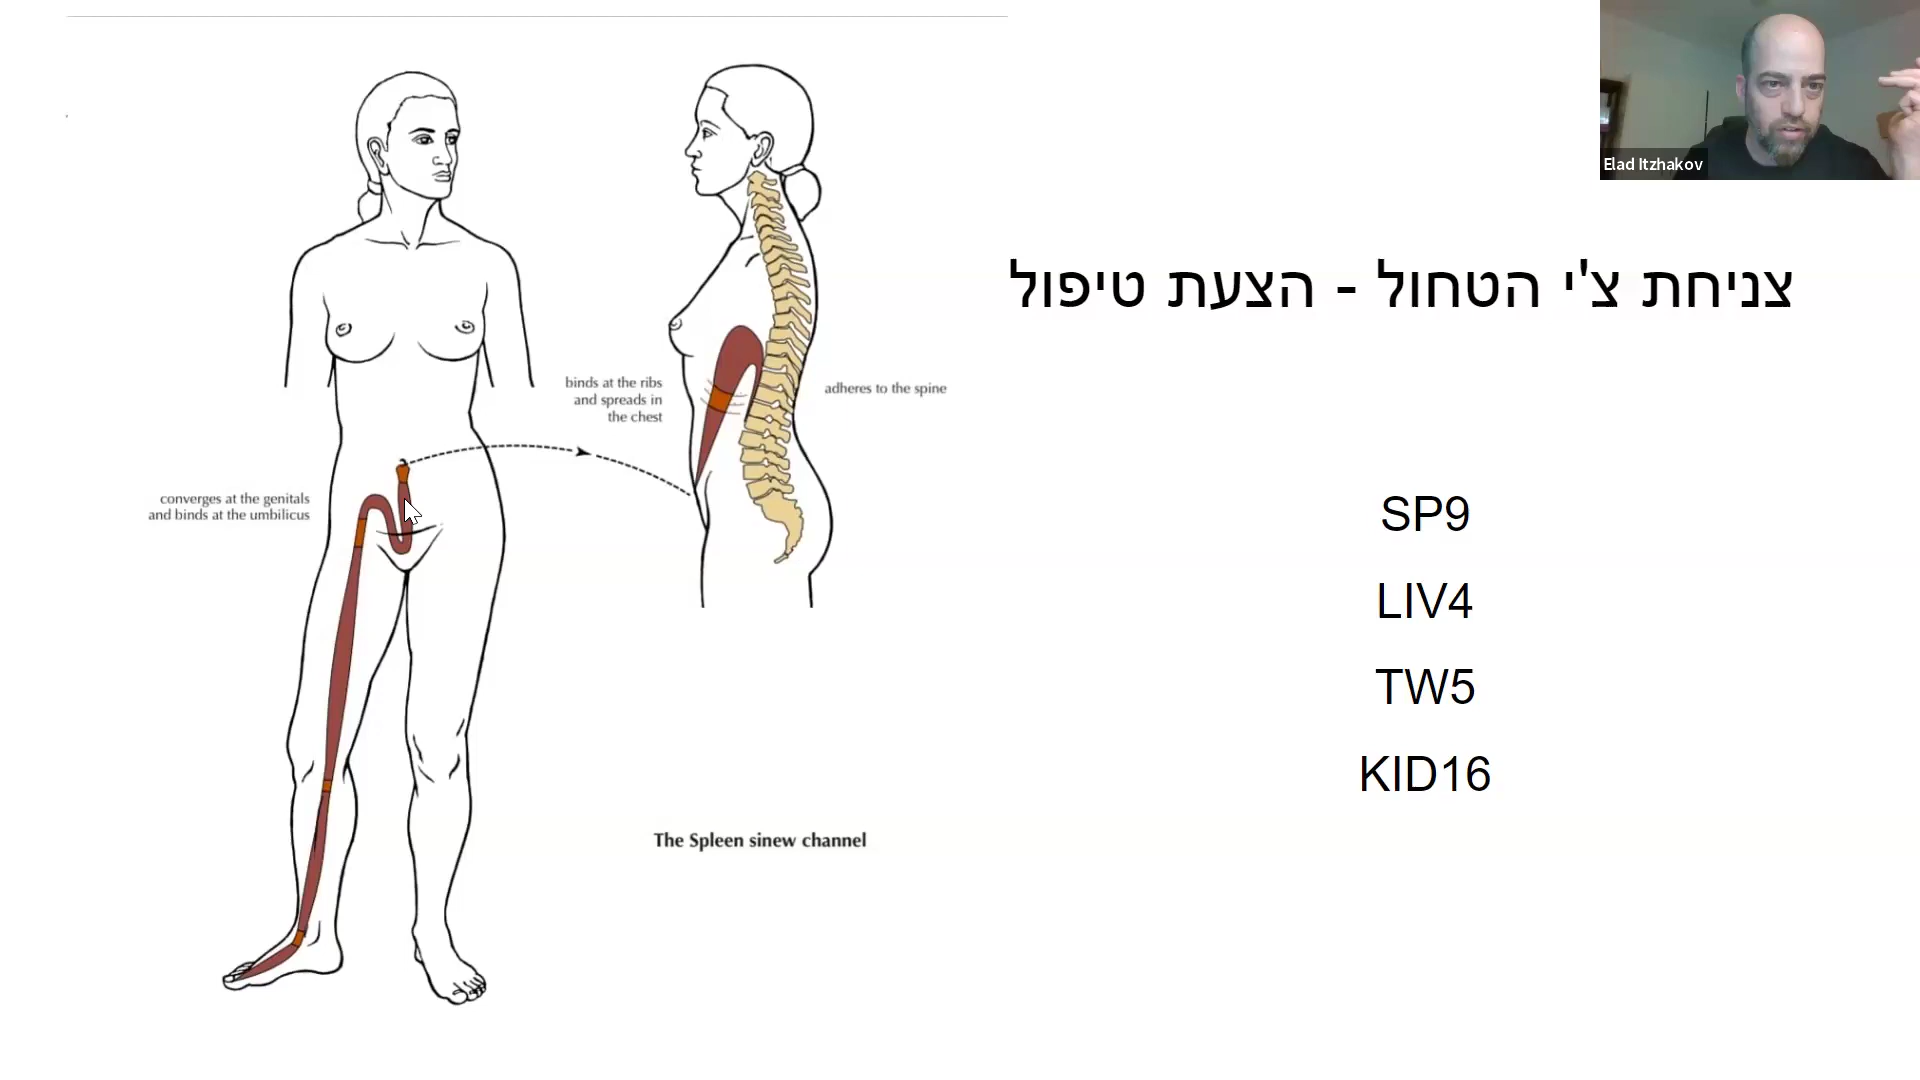 Elad Itzhakov
צניחת צ'י הטחול - הצעת טיפול
binds at the ribs
and spreads in
the chest
adheres to the spine
converges at the genitals
and binds at the umbilicus
SP9
LIV4
TW5
KID16
The Spleen sinew channel